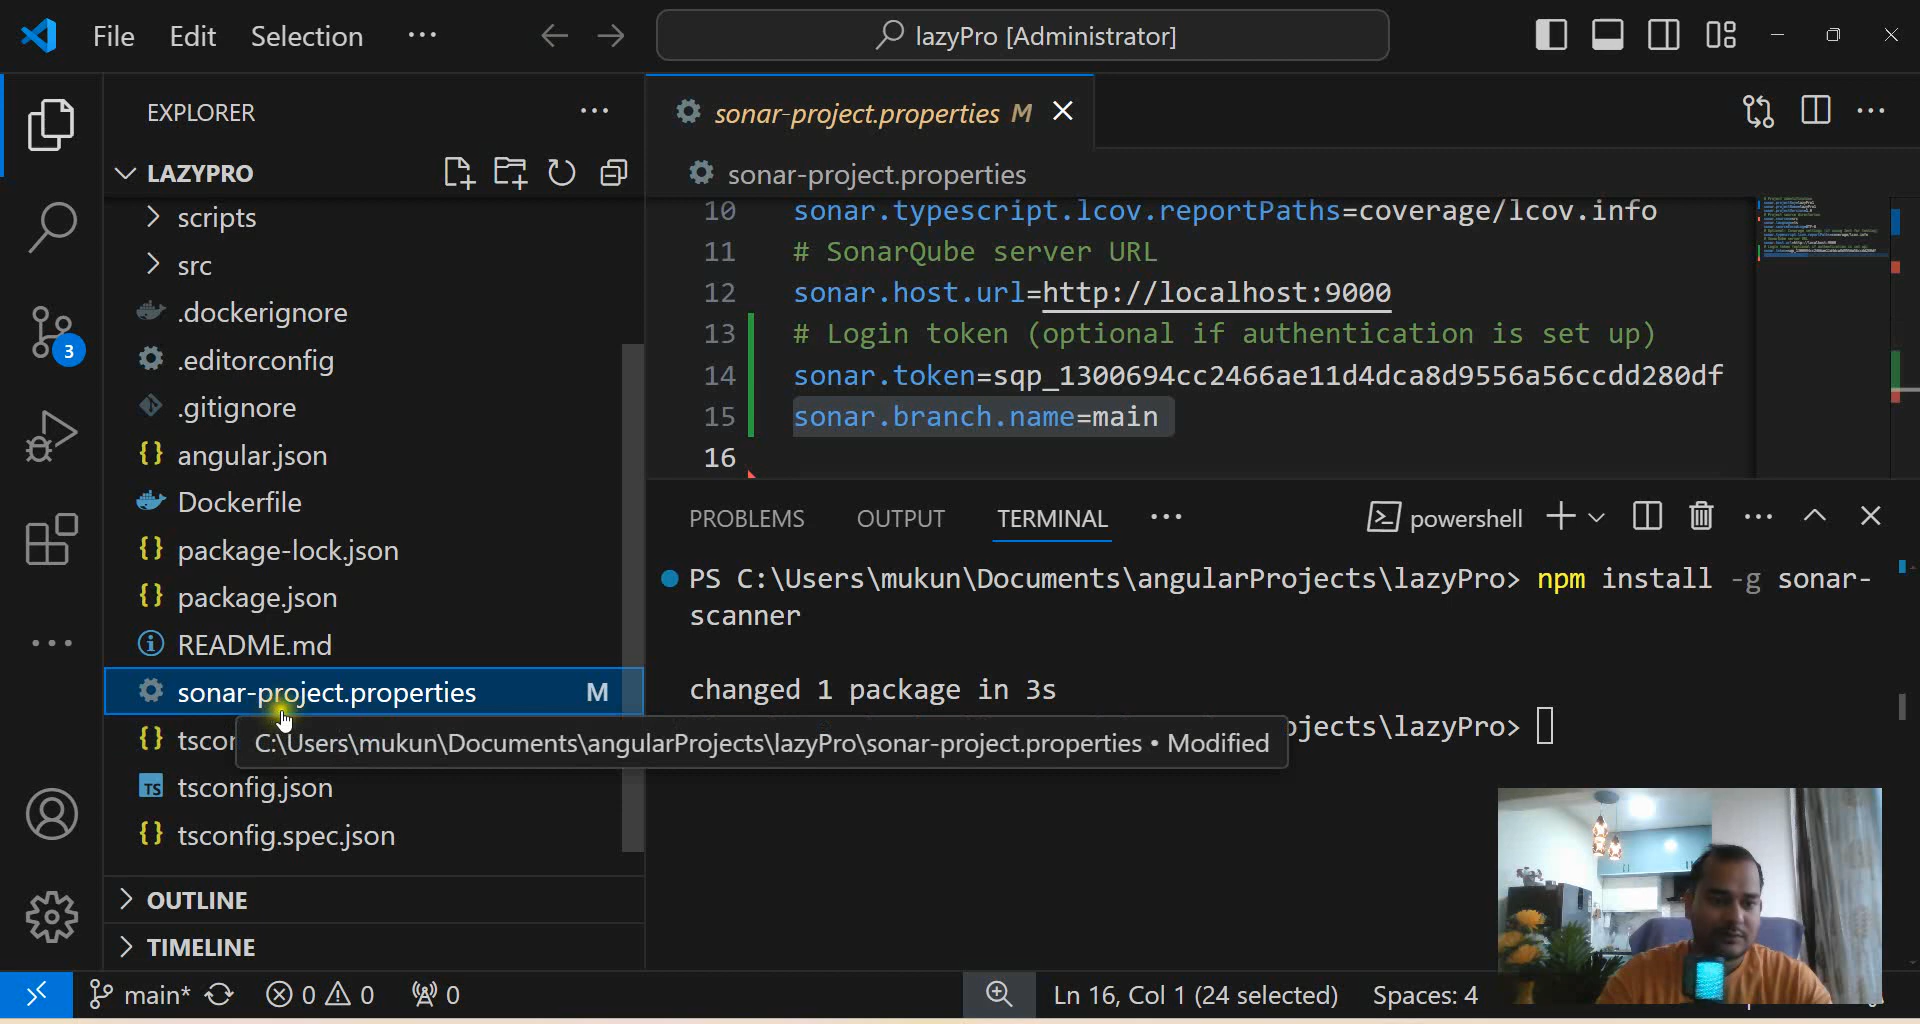 File Edit Selection ···
lazyPro [Administrator]
EXPLORER
LAZYPRO
scripts
src
.dockerignore
.editorconfig
.gitignore
angular.json
Dockerfile
package-lock.json
package.json
README.md
sonar-project.properties M
tscon
tsconfig.json
tsconfig.spec.json
OUTLINE
TIMELINE
3
sonar-project.properties M
sonar-project.properties
10 sonar.typescript.lcov.reportPaths=coverage/lcov.info
11 # SonarQube server URL
12 sonar.host.url=http://localhost:9000
13 # Login token (optional if authentication is set up)
14 sonar.token=sqp_1300694cc2466ae11d4dca8d9556a56ccdd280df
15 sonar.branch.name=main
16
PROBLEMS OUTPUT TERMINAL ···
powershell
PS C:\Users\mukun\Documents\angularProjects\lazyPro> npm install -g sonar-
scanner
changed 1 package in 3s
ojects\lazyPro>
C:\Users\mukun\Documents\angularProjects\lazyPro\sonar-project.properties • Modified
main* 0 0 0
Ln 16, Col 1 (24 selected) Spaces: 4